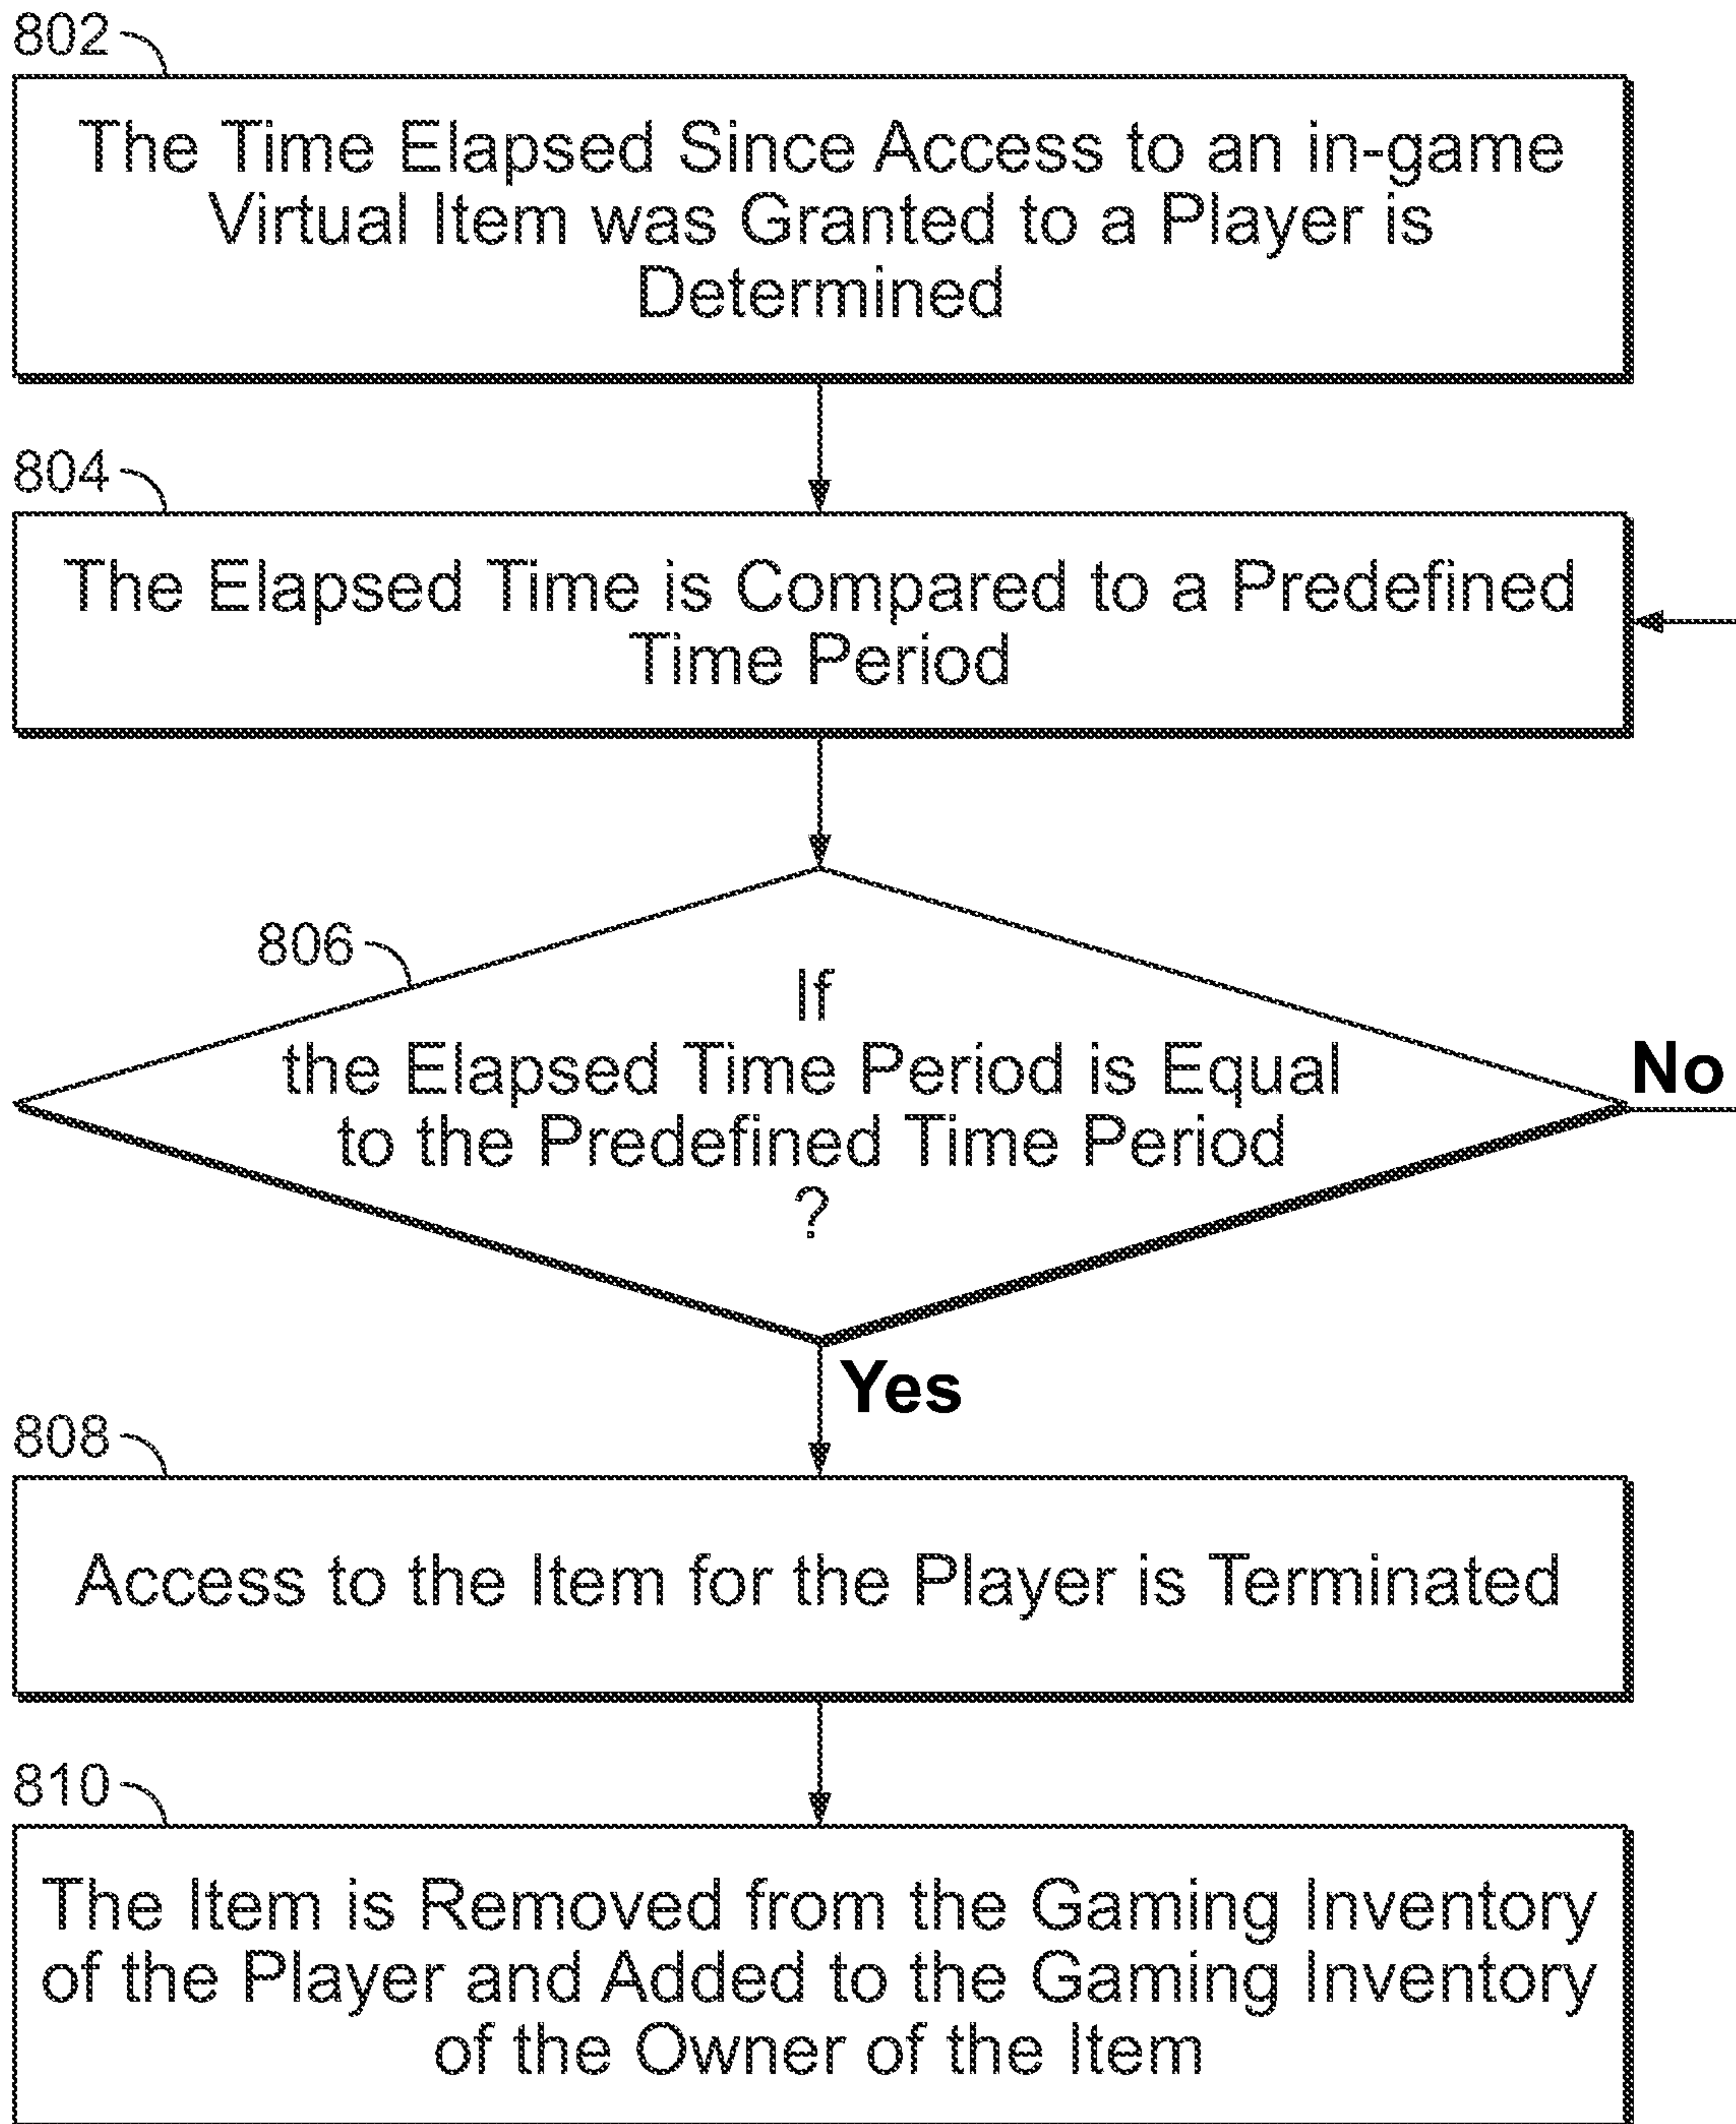 802
The Time Elapsed Since Access to an in-game
Virtual Item was Granted to a Player is
Determined
804
The Elapsed Time is Compared to a Predefined
Time Period
806
If
the Elapsed Time Period is Equal
to the Predefined Time Period
?
No
Yes
808
Access to the Item for the Player is Terminated
810
The Item is Removed from the Gaming Inventory
of the Player and Added to the Gaming Inventory
of the Owner of the Item